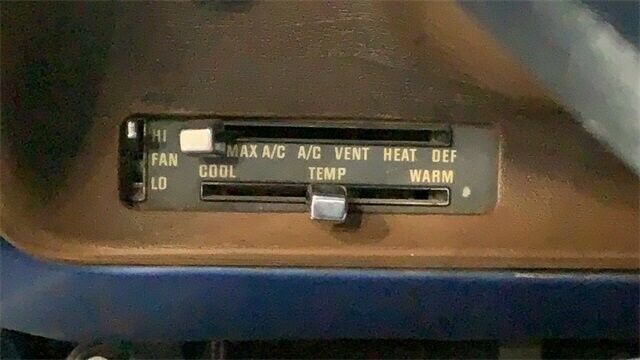 HI
MAX A/C A/C VENT HEAT DEF
FAN
COOL TEMP WARM
LO